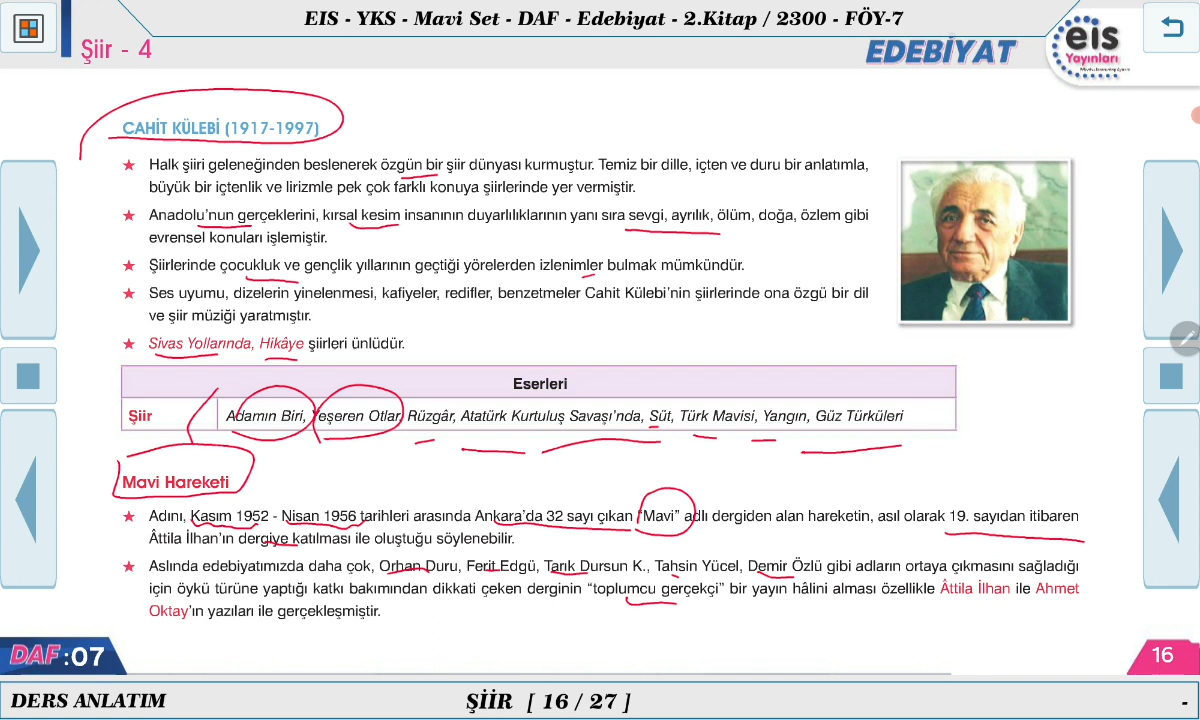 EIS - YKS - Mavi Set - DAF - Edebiyat - 2.Kitap / 2300 - FÖY-7
Şiir - 4
EDEBİYAT
eis
Yayınları
CAHİT KÜLEBİ (1917-1997)
★ Halk şiiri geleneğinden beslenerek özgün bir şiir dünyası kurmuştur. Temiz bir dille, içten ve duru bir anlatımla,
büyük bir içtenlik ve lirizmle pek çok farklı konuya şiirlerinde yer vermiştir.
★ Anadolu’nun gerçeklerini, kırsal kesim insanının duyarlılıklarının yanı sıra sevgi, ayrılık, ölüm, doğa, özlem gibi
evrensel konuları işlemiştir.
★ Şiirlerinde çocukluk ve gençlik yıllarının geçtiği yörelerden izlenimler bulmak mümkündür.
★ Ses uyumu, dizelerin yinelenmesi, kafiyeler, redifler, benzetmeler Cahit Külebi’nin şiirlerinde ona özgü bir dil
ve şiir müziği yaratmıştır.
★ Sivas Yollarında, Hikâye şiirleri ünlüdür.
Eserleri
Şiir Adamın Biri, Yeşeren Otlar, Rüzgâr, Atatürk Kurtuluş Savaşı’nda, Süt, Türk Mavisi, Yangın, Güz Türküleri
Mavi Hareketi
★ Adını, Kasım 1952 - Nisan 1956 tarihleri arasında Ankara’da 32 sayı çıkan “Mavi” adlı dergiden alan hareketin, asıl olarak 19. sayıdan itibaren
Âttila İlhan’ın dergiye katılması ile oluştuğu söylenebilir.
★ Aslında edebiyatımızda daha çok, Orhan Duru, Ferit Edgü, Tarık Dursun K., Tahsin Yücel, Demir Özlü gibi adların ortaya çıkmasını sağladığı
için öykü türüne yaptığı katkı bakımından dikkati çeken derginin “toplumcu gerçekçi” bir yayın hâlini alması özellikle Âttila İlhan ile Ahmet
Oktay’ın yazıları ile gerçekleşmiştir.
DAF:07
16
DERS ANLATIM
ŞİİR [ 16 / 27 ]
-